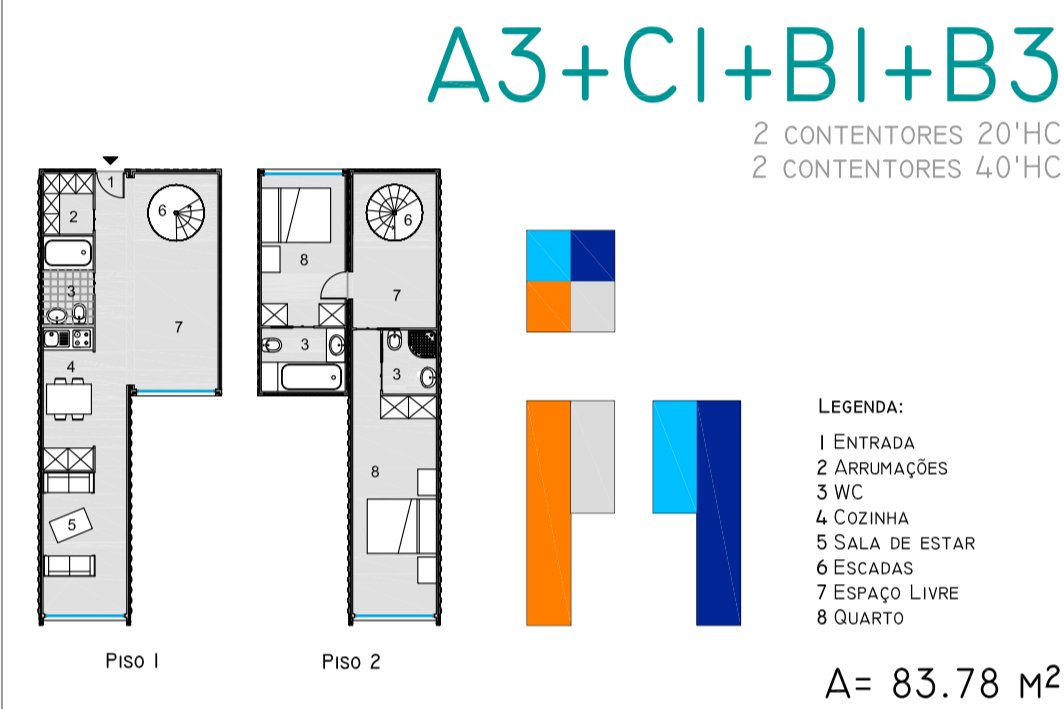 A3+C1+B1+B3
2 CONTENTORES 20'HC
2 CONTENTORES 40'HC
1
2
3
4
5
6
7
8
6
7
3
3
8
LEGENDA:
1 ENTRADA
2 ARRUMAÇÕES
3 WC
4 COZINHA
5 SALA DE ESTAR
6 ESCADAS
7 ESPAÇO LIVRE
8 QUARTO
PISO 1
PISO 2
A= 83.78 M²